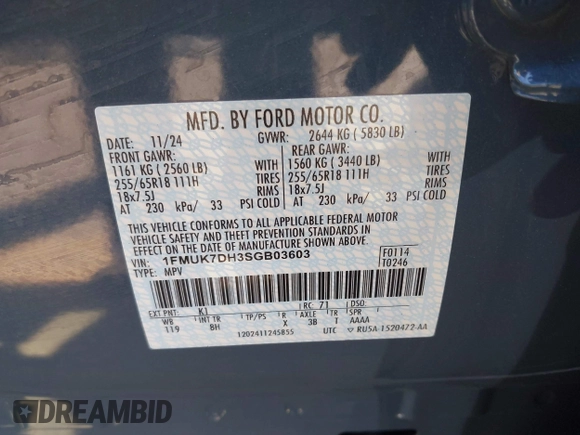 MFD. BY FORD MOTOR CO.
DATE: 11/24 GVWR: 2644 KG ( 5830 LB)
FRONT GAWR: REAR GAWR:
1161 KG ( 2560 LB) WITH 1560 KG ( 3440 LB) WITH
255/65R18 111H TIRES 255/65R18 111H TIRES
18x7.5J RIMS 18x7.5J RIMS
AT 230 kPa/ 33 PSI COLD AT 230 kPa/ 33 PSI COLD
THIS VEHICLE CONFORMS TO ALL APPLICABLE FEDERAL MOTOR
VEHICLE SAFETY AND THEFT PREVENTION STANDARDS IN
EFFECT ON THE DATE OF MANUFACTURE SHOWN ABOVE.
VIN: 1FMUK7DH3SGB03603 F0114
TYPE: MPV T0246
EXT PNT: K1 RC: 71 DSO:
WB INT TR TP/PS R AXLE TR SPR
119 8H X 3B T AAAA
1202411245855 UTC RU5A-1520472-AA
DREAMBID